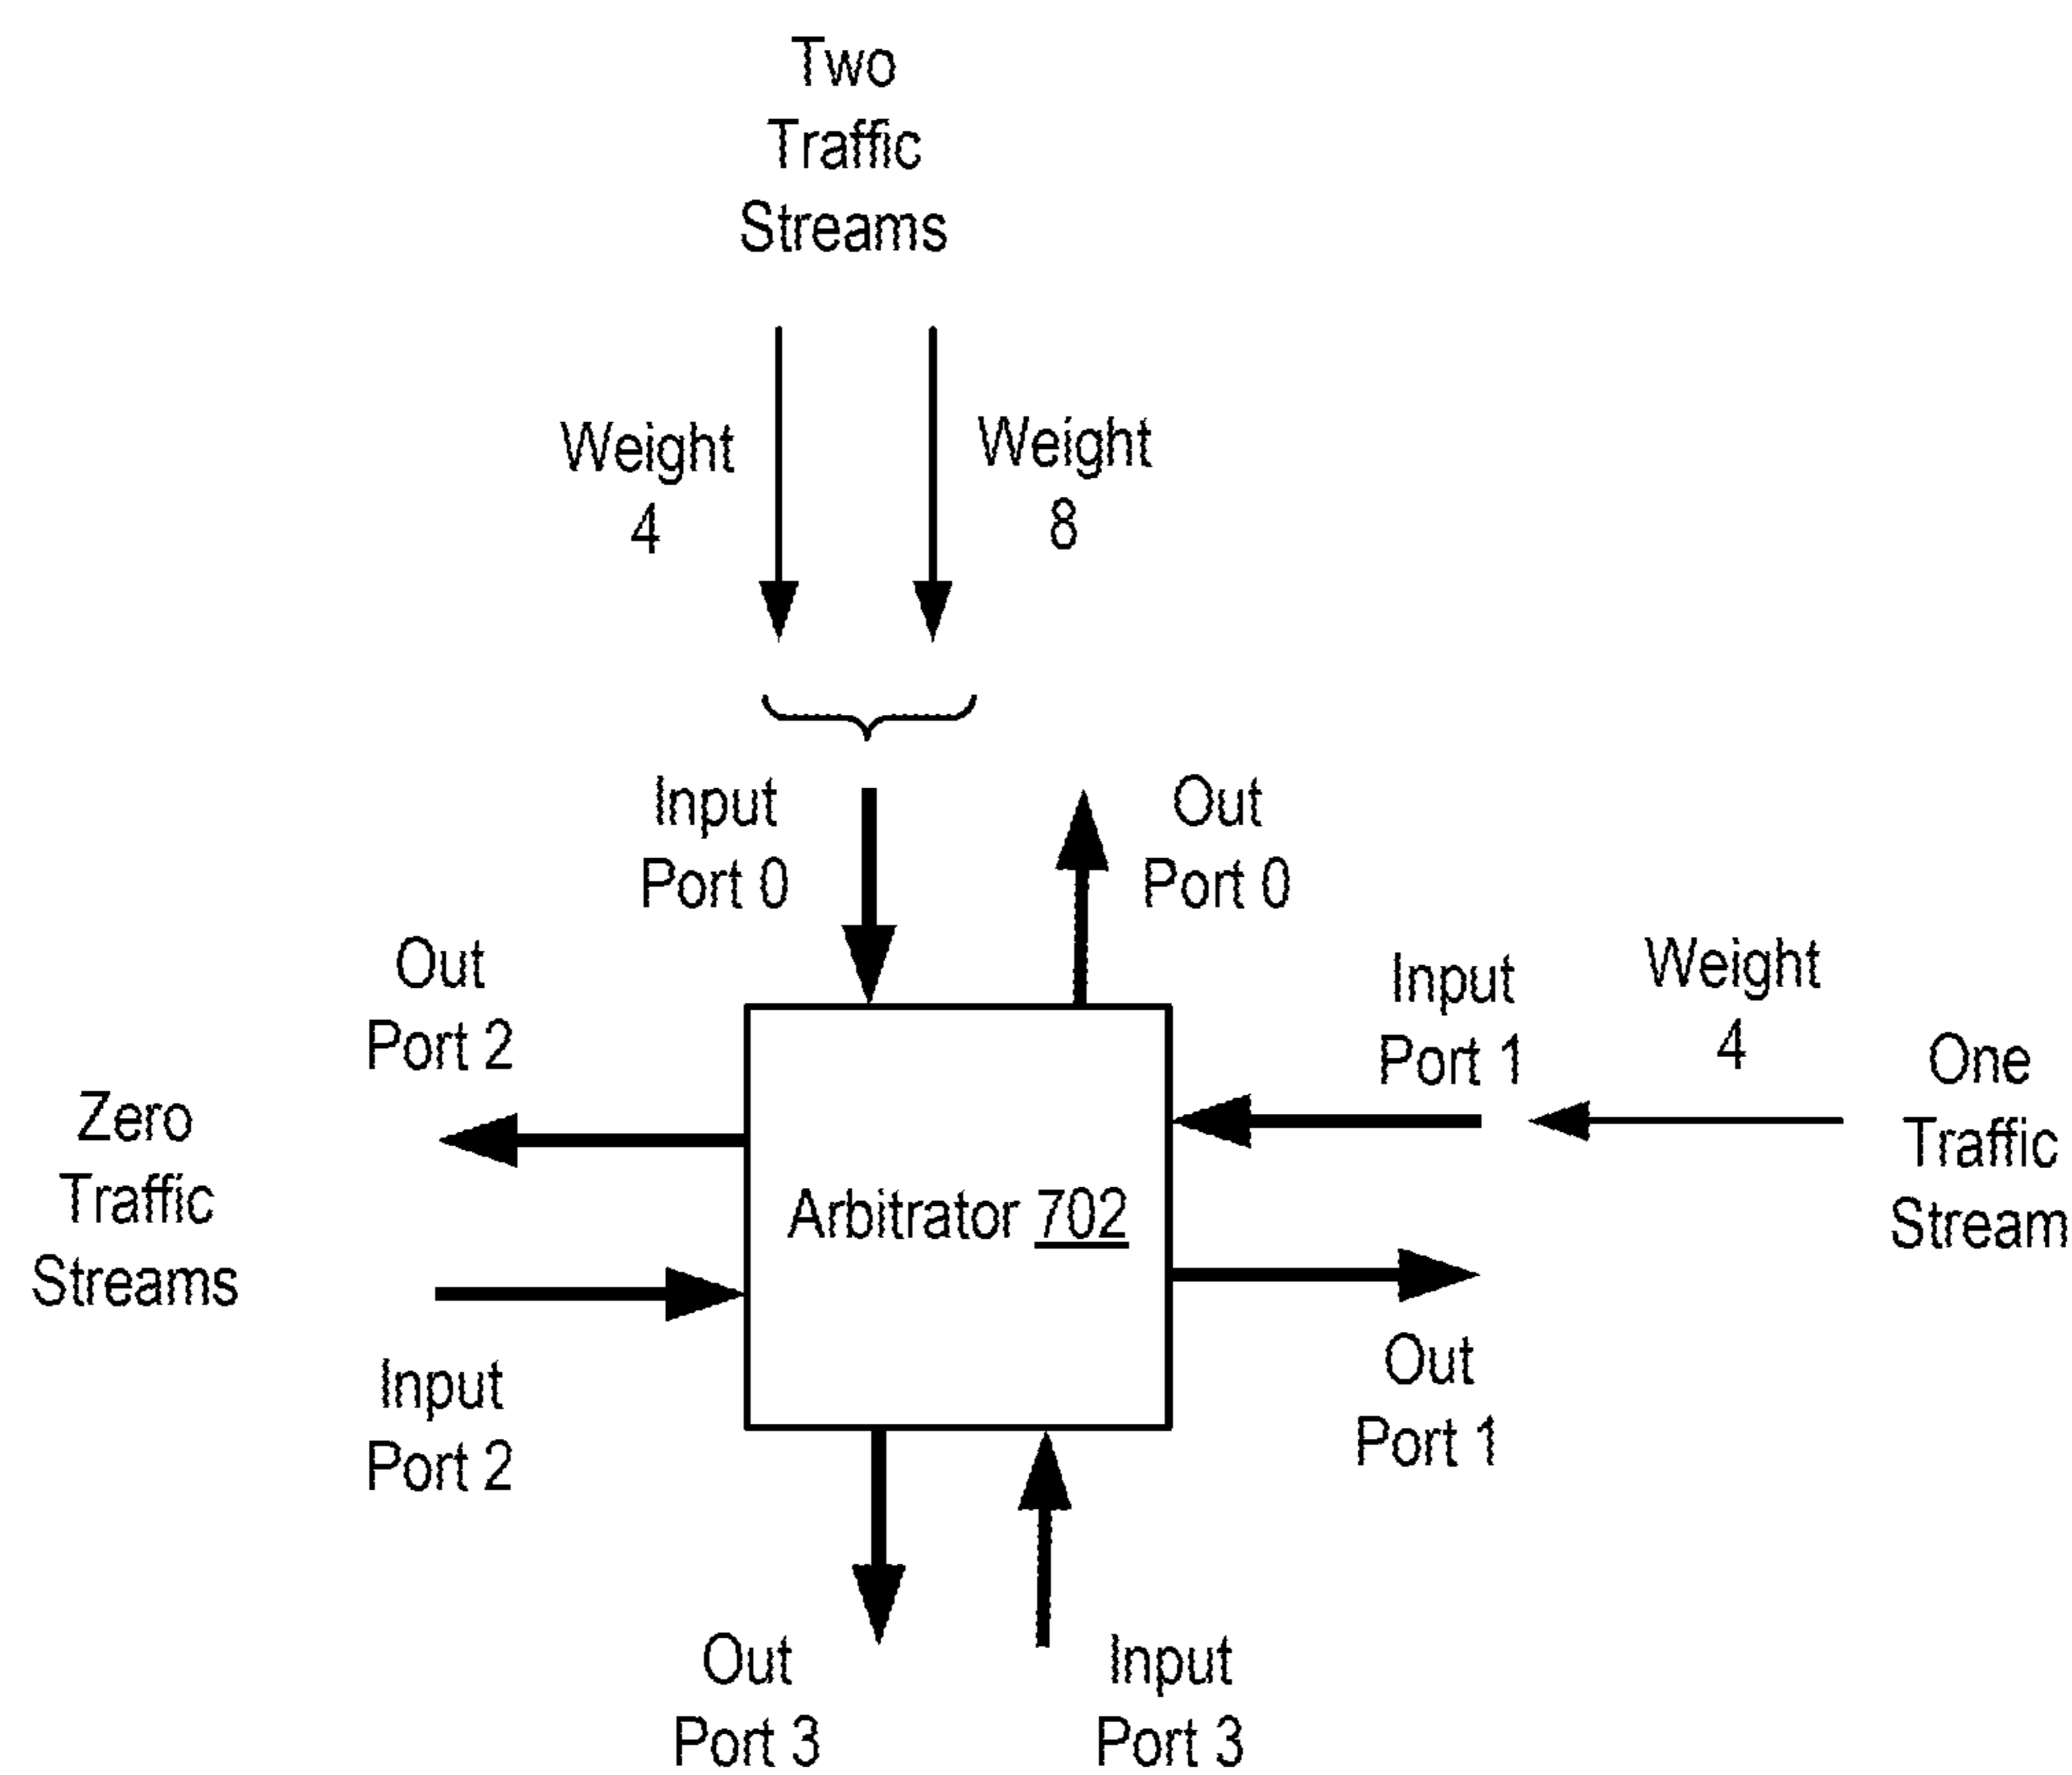 Two
Traffic
Streams
Weight
4
Weight
8
Input
Port 0
Out
Port 0
Out
Port 2
Input
Port 1
Weight
4
One
Traffic
Stream
Zero
Traffic
Streams
Arbitrator 702
Input
Port 2
Out
Port 1
Out
Port 3
Input
Port 3